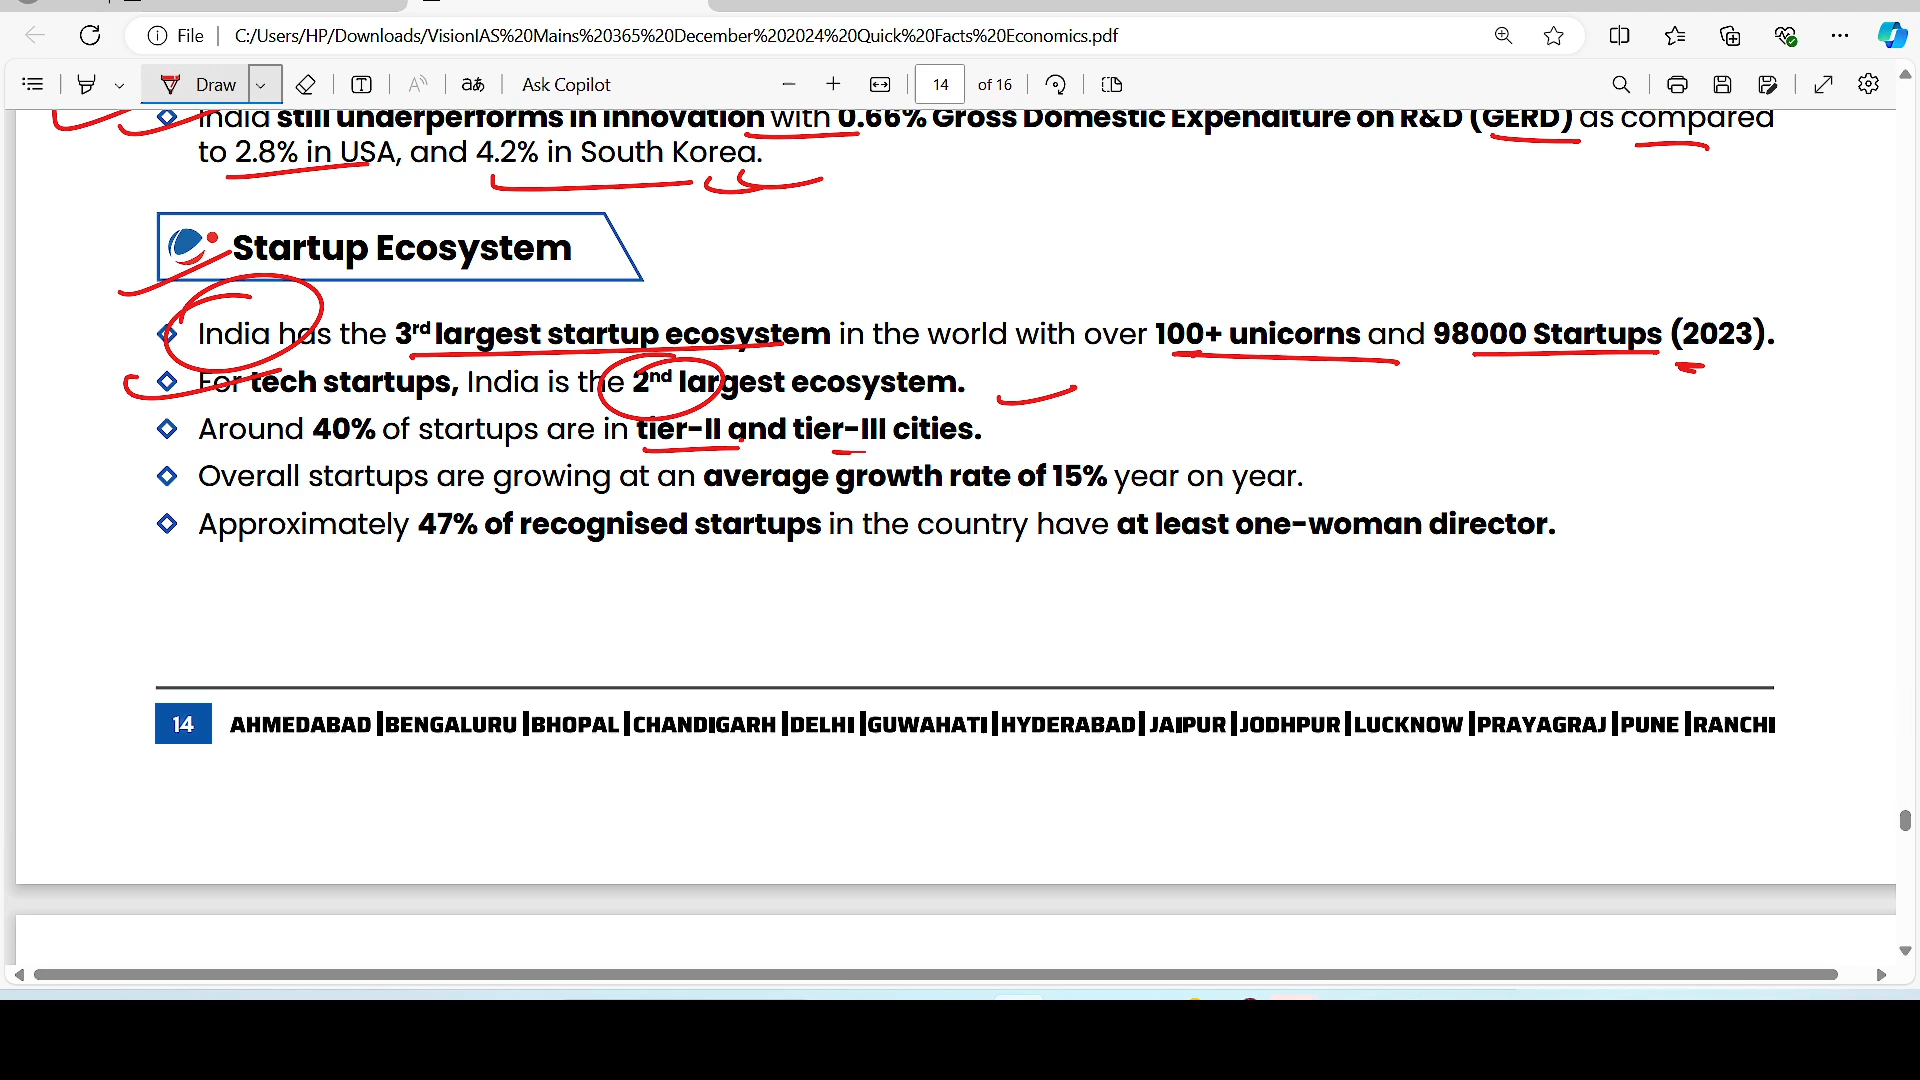 File
C:/Users/HP/Downloads/VisionIAS%20Mains%20365%20December%202024%20Quick%20Facts%20Economics.pdf
Draw
aあ
Ask Copilot
14
of 16
India still underperforms in innovation with 0.66% Gross Domestic Expenditure on R&D (GERD) as compared
to 2.8% in USA, and 4.2% in South Korea.
Startup Ecosystem
India has the 3rd largest startup ecosystem in the world with over 100+ unicorns and 98000 Startups (2023).
For tech startups, India is the 2nd largest ecosystem.
Around 40% of startups are in tier-II and tier-III cities.
Overall startups are growing at an average growth rate of 15% year on year.
Approximately 47% of recognised startups in the country have at least one-woman director.
14
AHMEDABAD | BENGALURU | BHOPAL | CHANDIGARH | DELHI | GUWAHATI | HYDERABAD | JAIPUR | JODHPUR | LUCKNOW | PRAYAGRAJ | PUNE | RANCHI